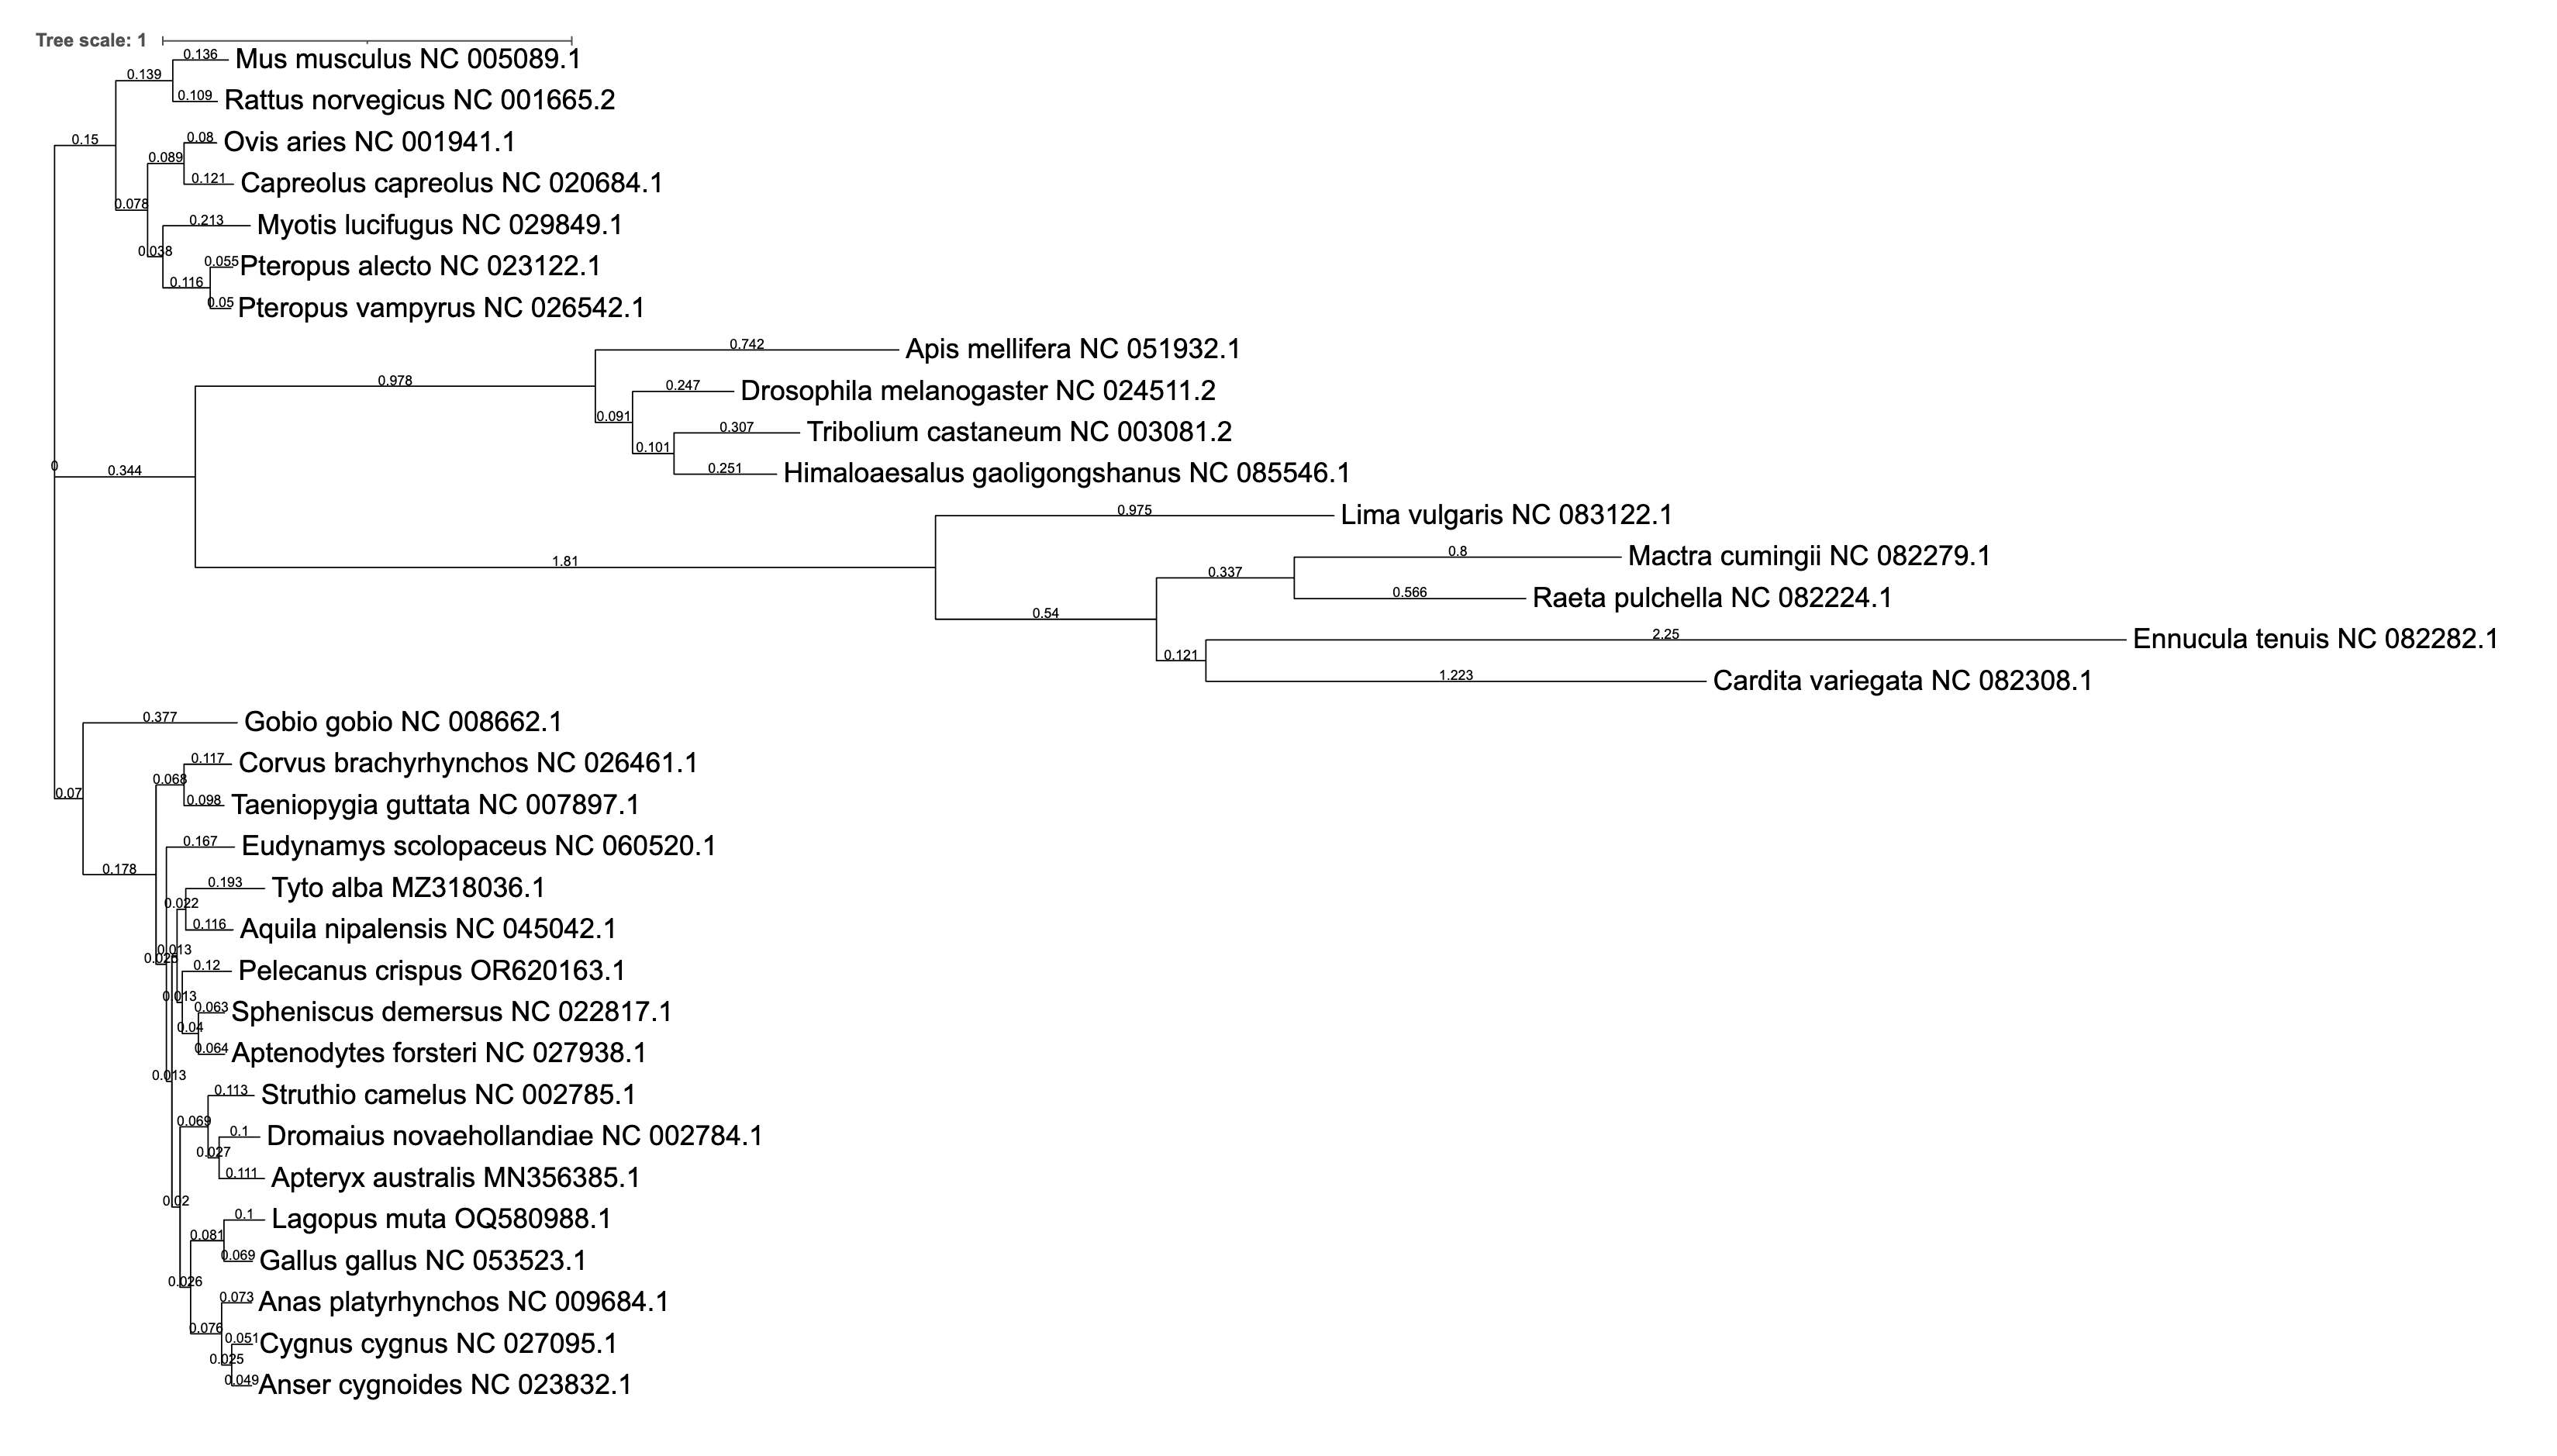 Tree scale: 1
0.136
Mus musculus NC 005089.1
0.139
0.109
Rattus norvegicus NC 001665.2
0.15
0.08
Ovis aries NC 001941.1
0.089
0.121
Capreolus capreolus NC 020684.1
0.078
0.213
Myotis lucifugus NC 029849.1
0.038
0.055
Pteropus alecto NC 023122.1
0.116
0.05
Pteropus vampyrus NC 026542.1
0.742
Apis mellifera NC 051932.1
0.978
0.247
Drosophila melanogaster NC 024511.2
0.091
0.307
Tribolium castaneum NC 003081.2
0.101
0.251
Himaloaesalus gaoligongshanus NC 085546.1
0
0.344
0.975
Lima vulgaris NC 083122.1
1.81
0.8
Mactra cumingii NC 082279.1
0.337
0.566
Raeta pulchella NC 082224.1
0.54
2.25
Ennucula tenuis NC 082282.1
0.121
1.223
Cardita variegata NC 082308.1
0.377
Gobio gobio NC 008662.1
0.117
Corvus brachyrhynchos NC 026461.1
0.068
0.07
0.098
Taeniopygia guttata NC 007897.1
0.167
Eudynamys scolopaceus NC 060520.1
0.178
0.193
Tyto alba MZ318036.1
0.022
0.116
Aquila nipalensis NC 045042.1
0.013
0.12
Pelecanus crispus OR620163.1
0.013
0.063
Spheniscus demersus NC 022817.1
0.04
0.064
Aptenodytes forsteri NC 027938.1
0.013
0.113
Struthio camelus NC 002785.1
0.069
0.1
Dromaius novaehollandiae NC 002784.1
0.027
0.111
Apteryx australis MN356385.1
0.02
0.1
Lagopus muta OQ580988.1
0.081
0.069
Gallus gallus NC 053523.1
0.026
0.073
Anas platyrhynchos NC 009684.1
0.076
0.051
Cygnus cygnus NC 027095.1
0.025
0.049
Anser cygnoides NC 023832.1